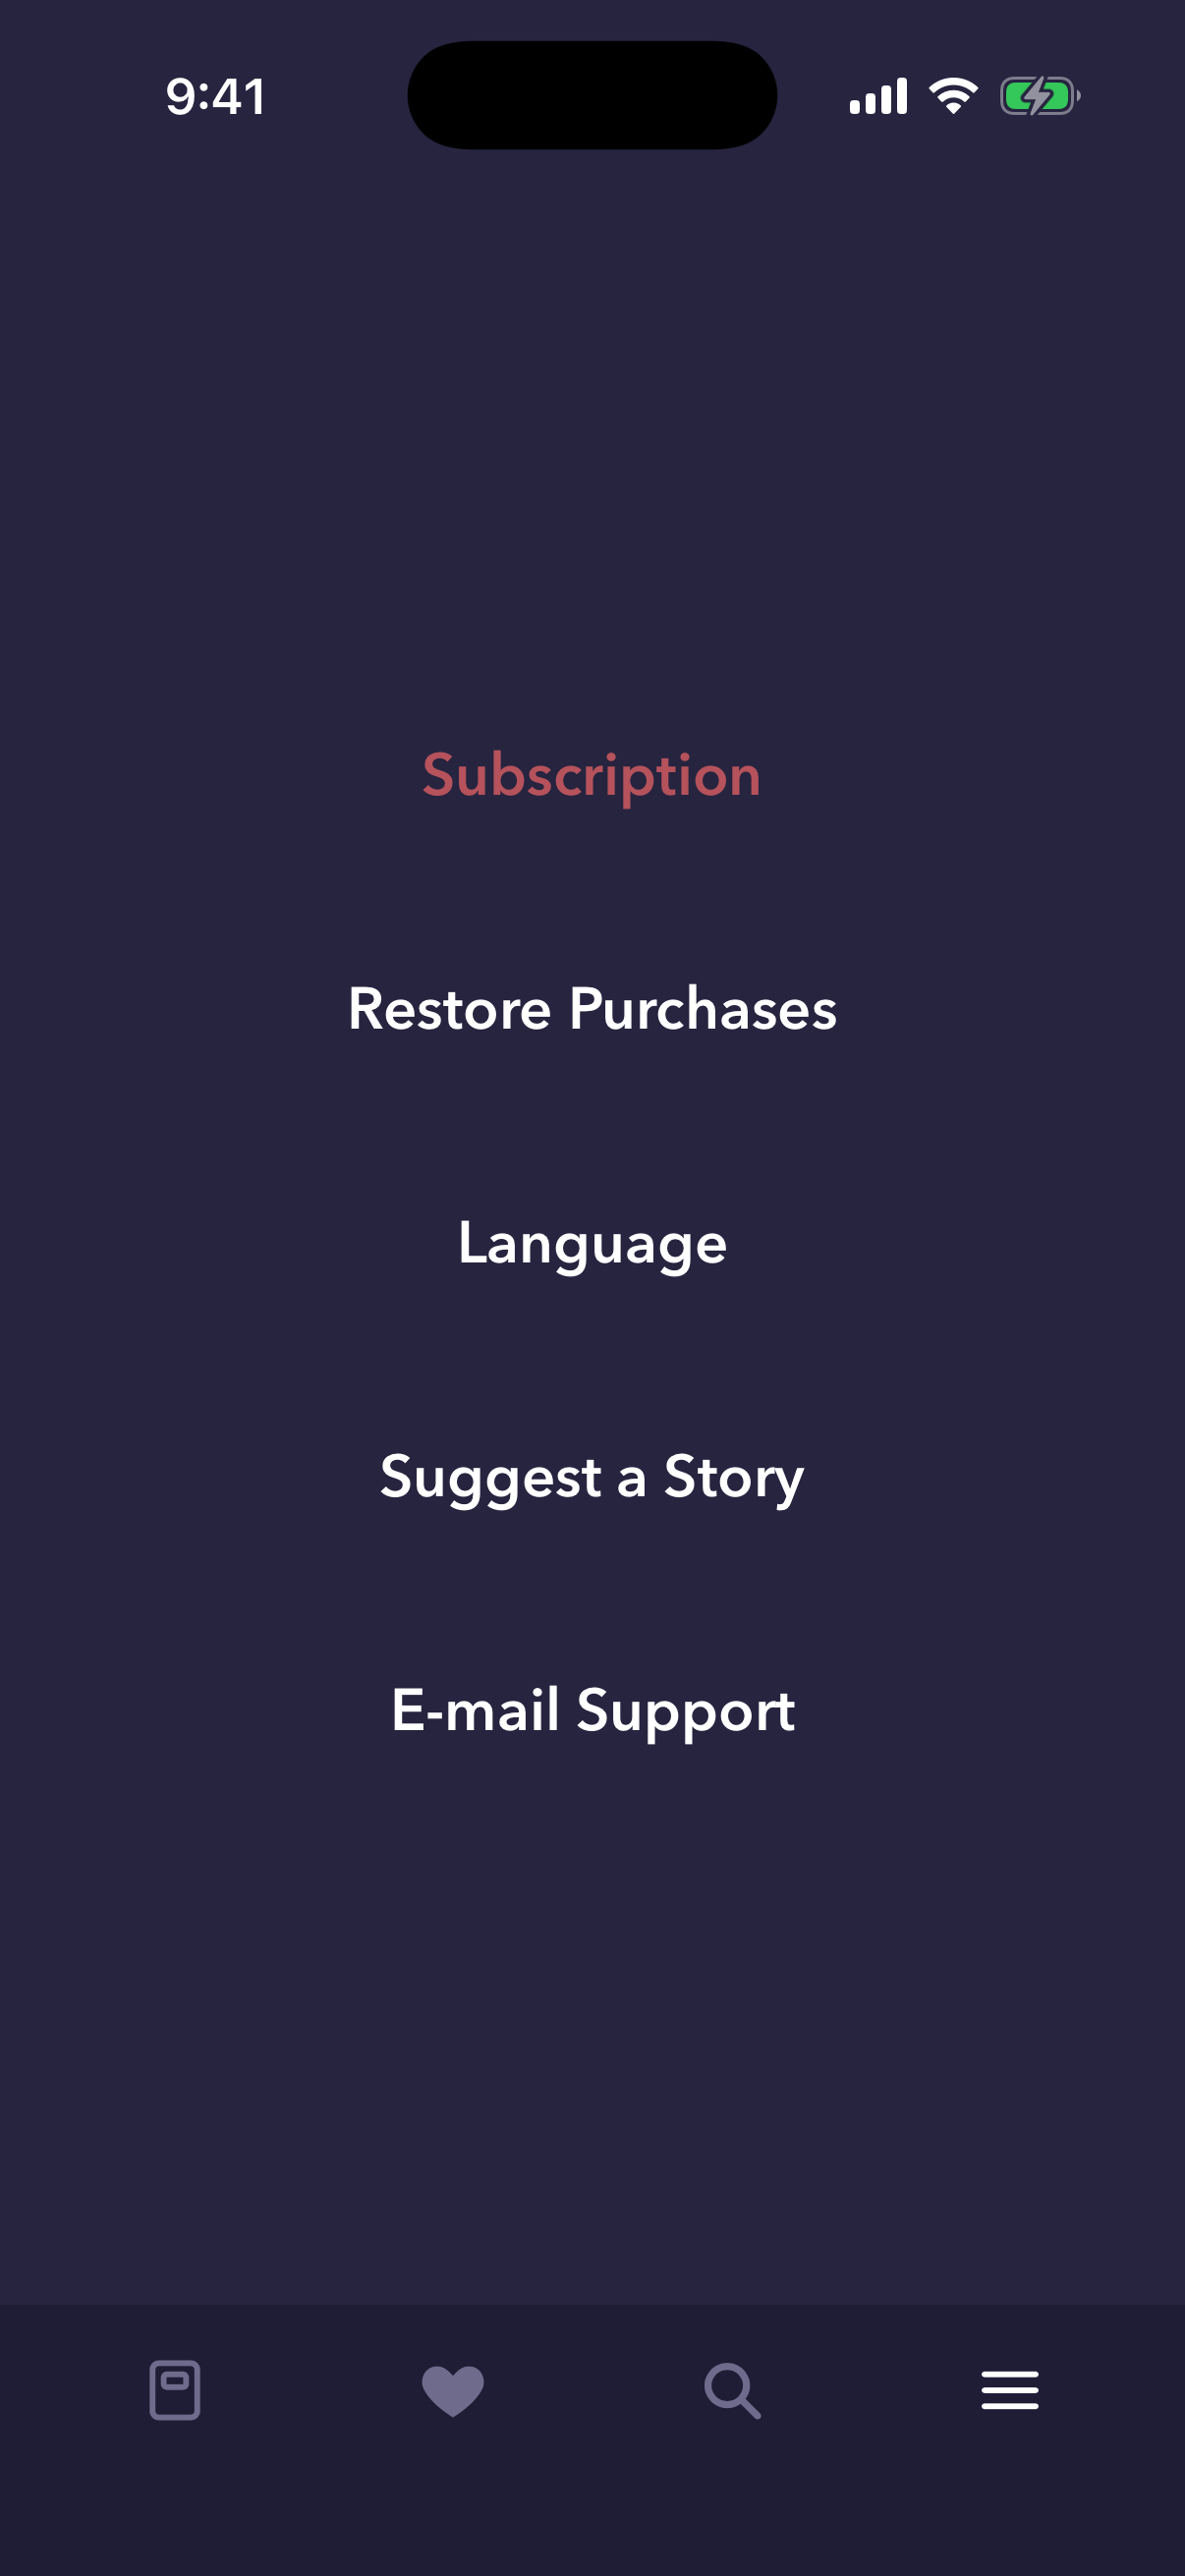 9:41
Subscription
Restore Purchases
Language
Suggest a Story
E-mail Support